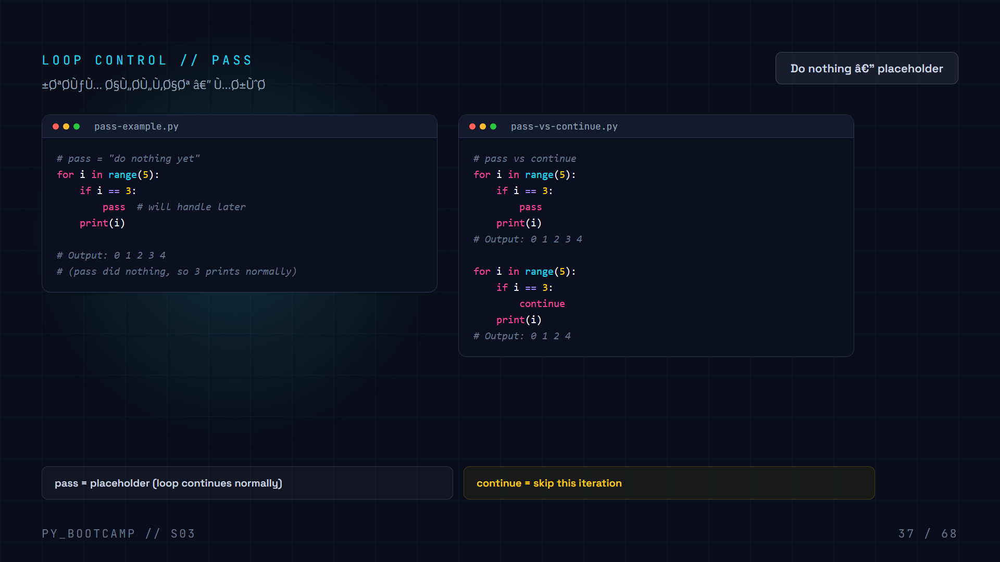 LOOP CONTROL // PASS
±ØªØÙƒÙ… Ø§Ù„ØÙ„Ù‚Ø§Øª â€” Ù…Ø±ÙˆØ
Do nothing â€” placeholder
pass-example.py
# pass = "do nothing yet"
for i in range(5):
    if i == 3:
        pass  # will handle later
    print(i)
# Output: 0 1 2 3 4
# (pass did nothing, so 3 prints normally)
pass-vs-continue.py
# pass vs continue
for i in range(5):
    if i == 3:
        pass
    print(i)
# Output: 0 1 2 3 4
for i in range(5):
    if i == 3:
        continue
    print(i)
# Output: 0 1 2 4
pass = placeholder (loop continues normally)
continue = skip this iteration
PY_BOOTCAMP // S03
37 / 68